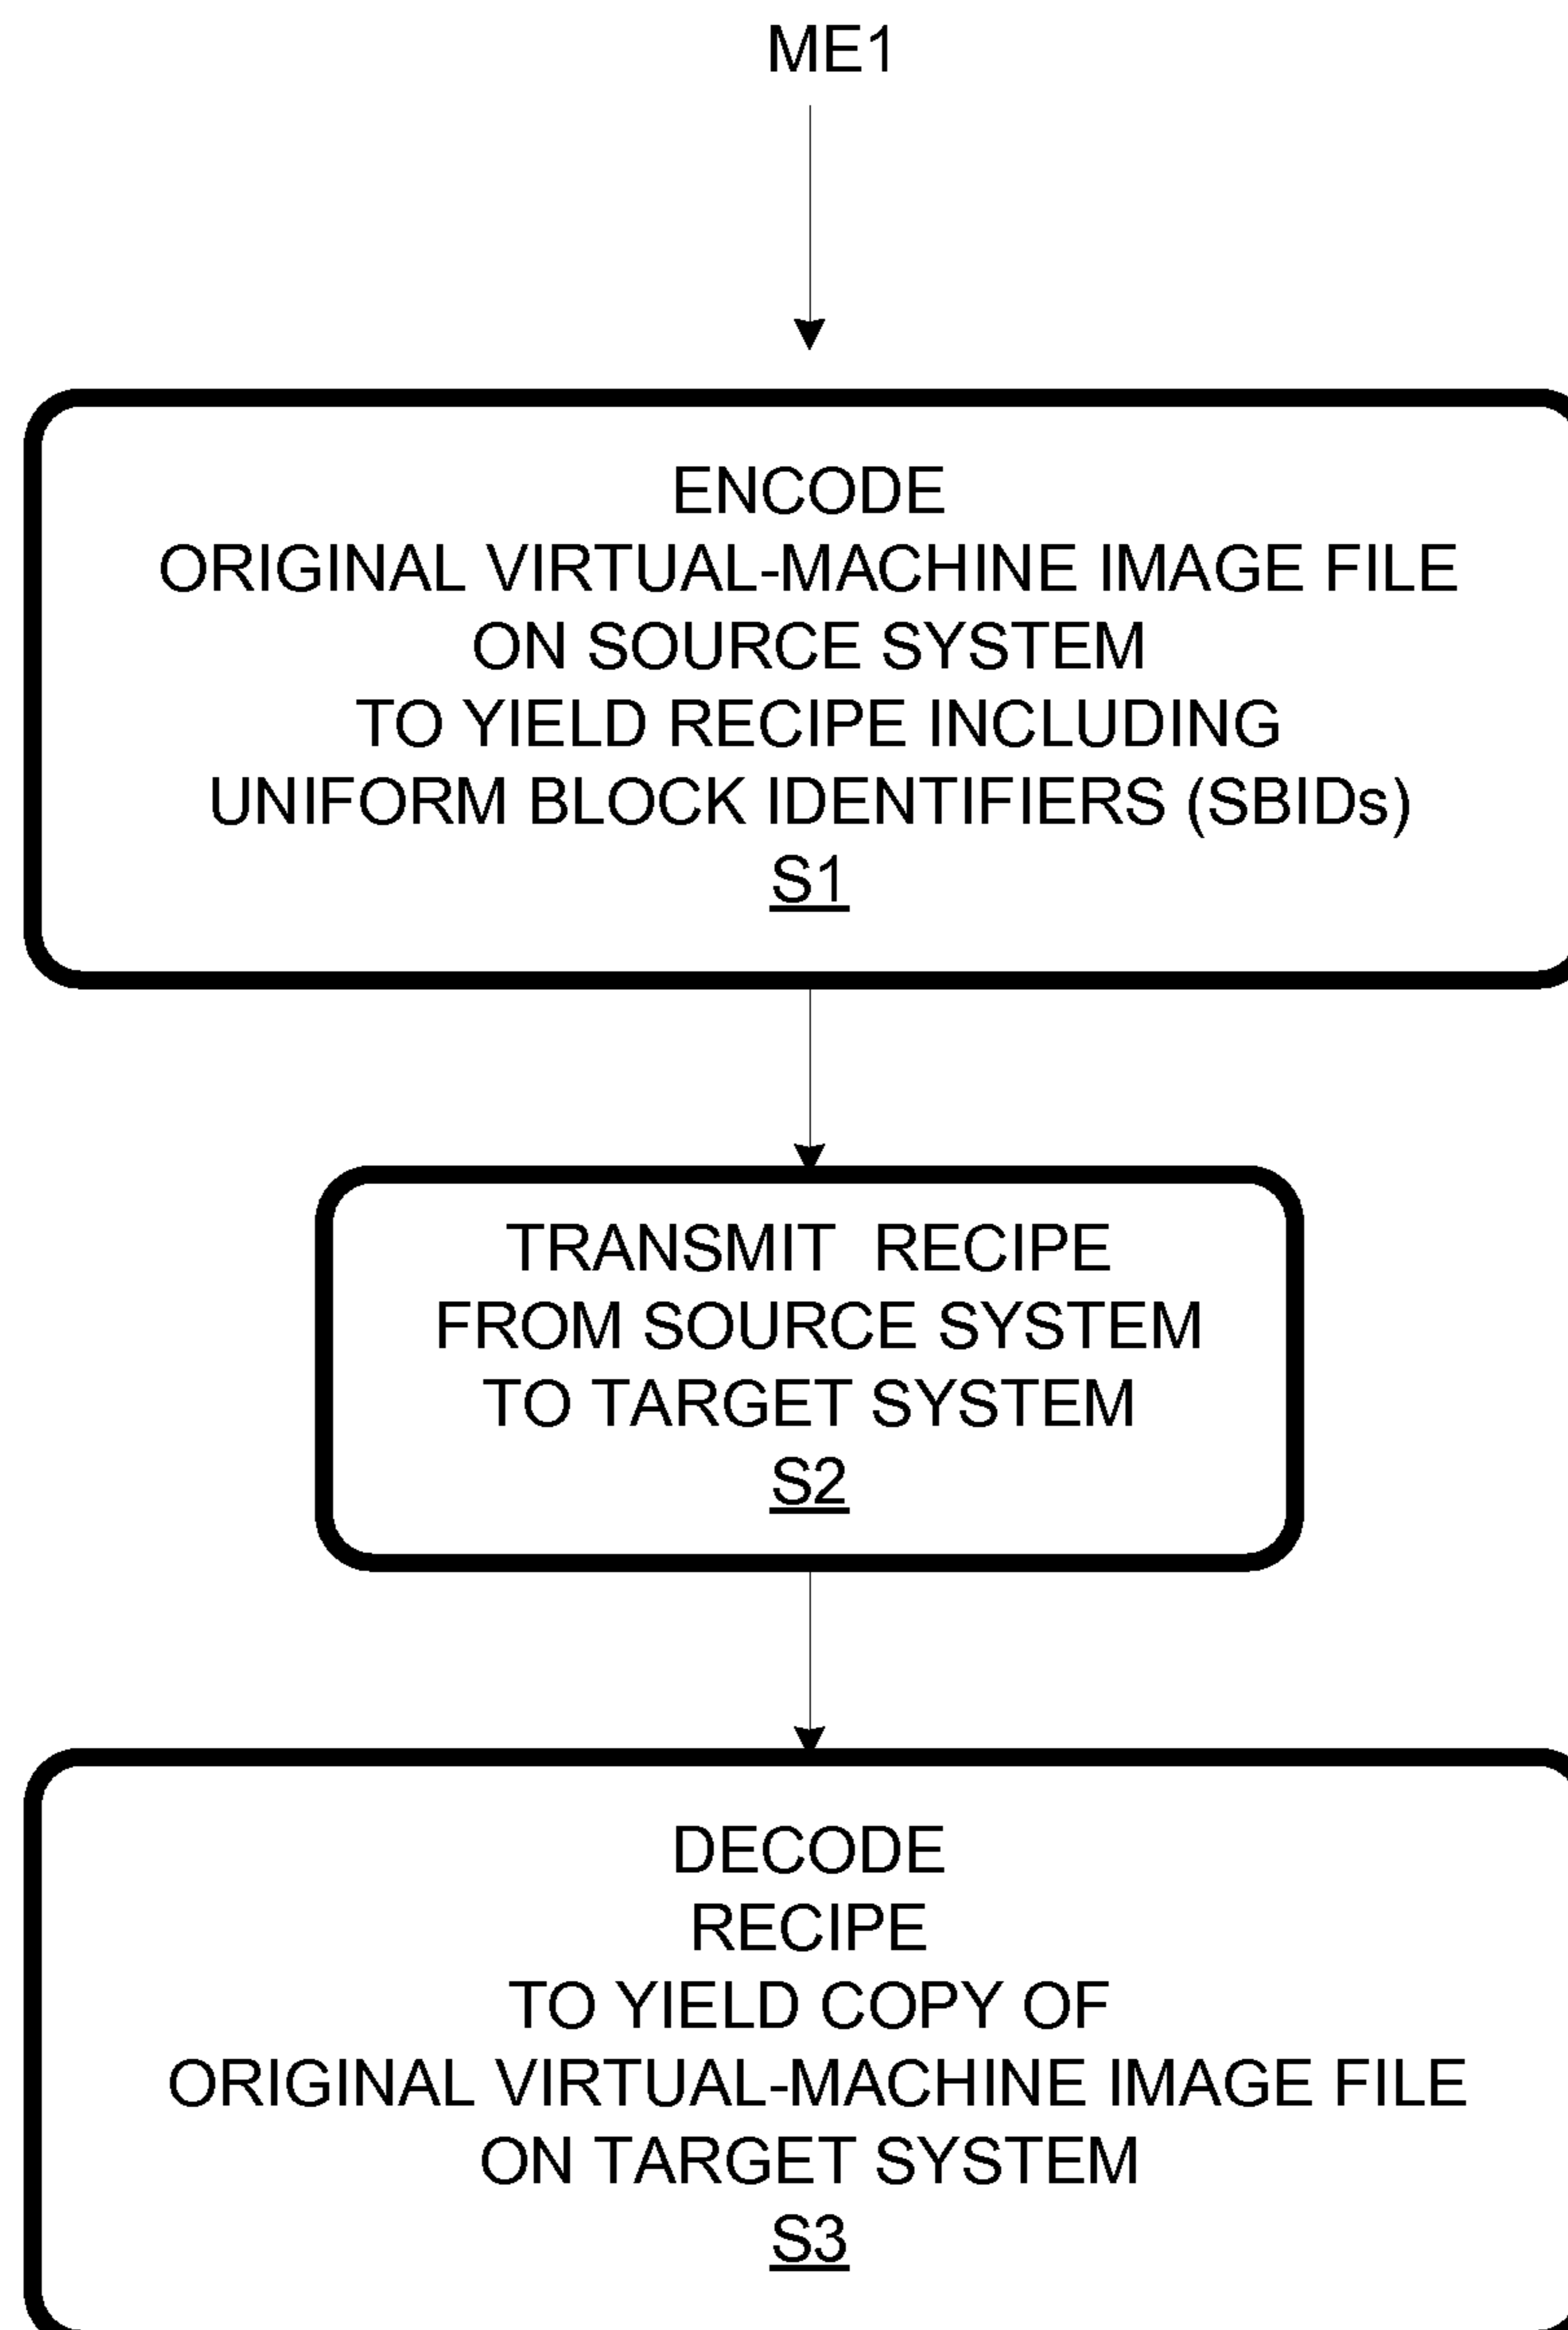 ME1
ENCODE
ORIGINAL VIRTUAL-MACHINE IMAGE FILE
ON SOURCE SYSTEM
TO YIELD RECIPE INCLUDING
UNIFORM BLOCK IDENTIFIERS (SBIDs)
S1
TRANSMIT RECIPE
FROM SOURCE SYSTEM
TO TARGET SYSTEM
S2
DECODE
RECIPE
TO YIELD COPY OF
ORIGINAL VIRTUAL-MACHINE IMAGE FILE
ON TARGET SYSTEM
S3